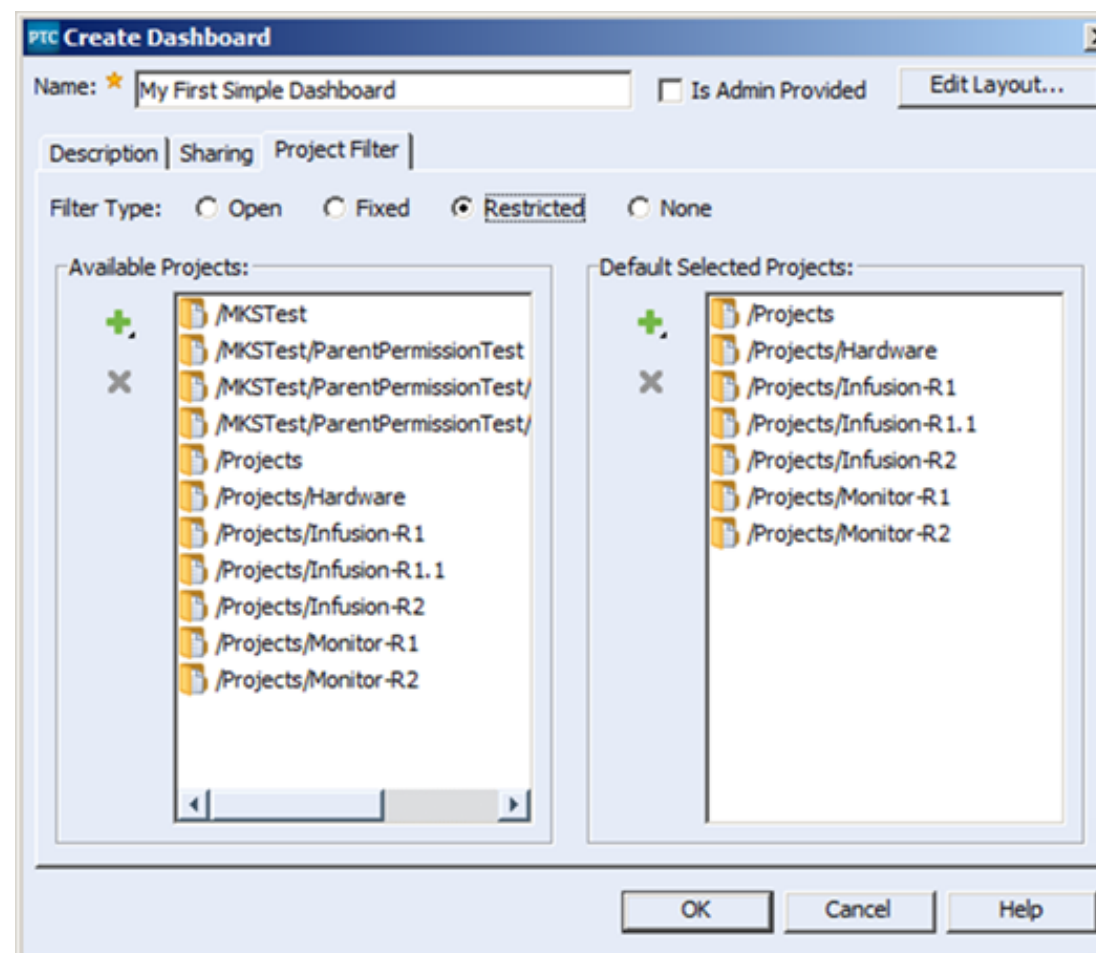 PTC Create Dashboard
Name: My First Simple Dashboard Is Admin Provided Edit Layout...
Description Sharing Project Filter
Filter Type: Open Fixed Restricted None
Available Projects: Default Selected Projects:
/MKSTest
/MKSTest/ParentPermissionTest
/MKSTest/ParentPermissionTest/
/MKSTest/ParentPermissionTest/
/Projects
/Projects/Hardware
/Projects/Infusion-R1
/Projects/Infusion-R1.1
/Projects/Infusion-R2
/Projects/Monitor-R1
/Projects/Monitor-R2
/Projects
/Projects/Hardware
/Projects/Infusion-R1
/Projects/Infusion-R1.1
/Projects/Infusion-R2
/Projects/Monitor-R1
/Projects/Monitor-R2
OK Cancel Help